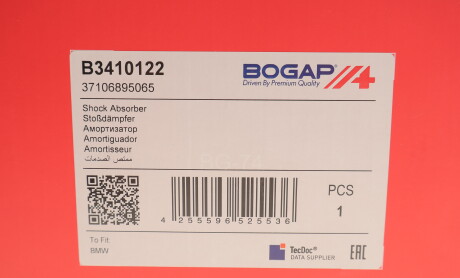 B3410122
BOGAP
37106895065
Driven By Premium Quality
Shock Absorber
Stoßdämpfer
Амортизатор
Amortiguador
Amortisseur
ممتص الصدمات
PCS
1
4 255596 525536
To Fit
BMW
TecDoc®
DATA SUPPLIER
EAC